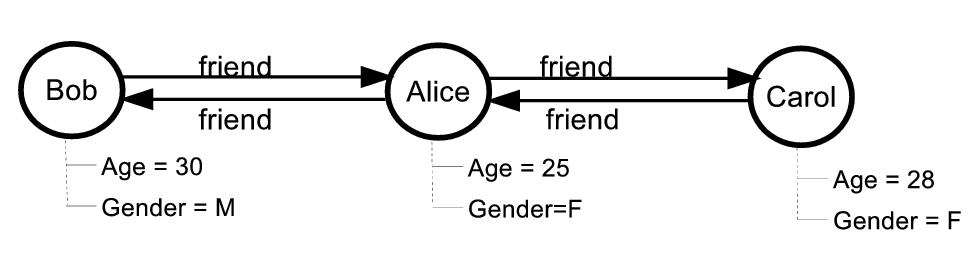 friend
friend
Bob
Alice
Carol
friend
friend
Age = 30
Gender = M
Age = 25
Gender=F
Age = 28
Gender = F